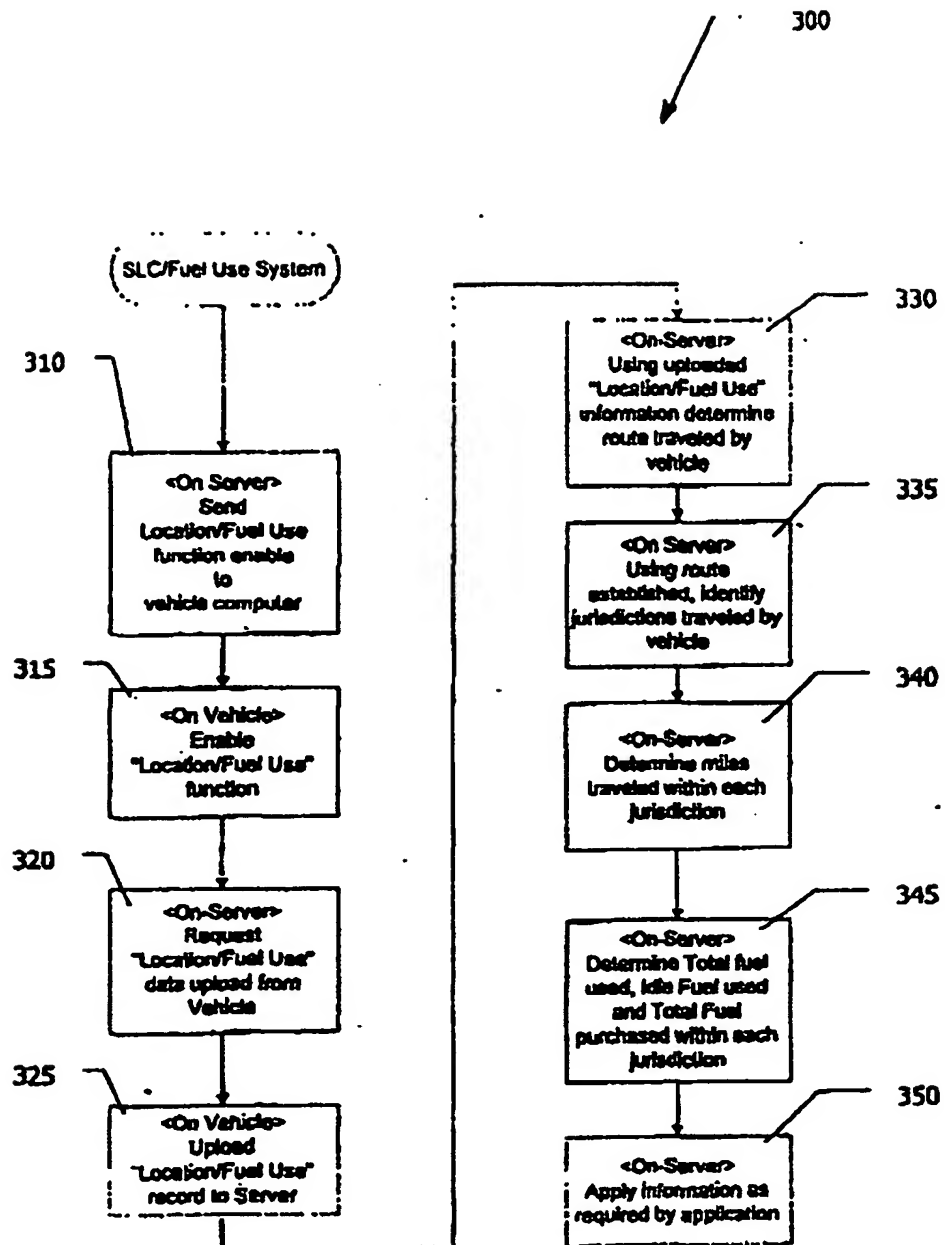 300
SLC/Fuel Use System
310
<On Server>
Send
Location/Fuel Use
function enable
to
vehicle computer
315
<On Vehicle>
Enable
"Location/Fuel Use"
function
320
<On-Server>
Request
"Location/Fuel Use"
data upload from
Vehicle
325
<On Vehicle>
Upload
"Location/Fuel Use"
record to Server
330
<On-Server>
Using uploaded
"Location/Fuel Use"
information determine
route traveled by
vehicle
335
<On Server>
Using route
established, identify
jurisdictions traveled by
vehicle
340
<On-Server>
Determine miles
traveled within each
jurisdiction
345
<On-Server>
Determine Total fuel
used, Idle Fuel used
and Total Fuel
purchased within each
jurisdiction
350
<On-Server>
Apply information as
required by application